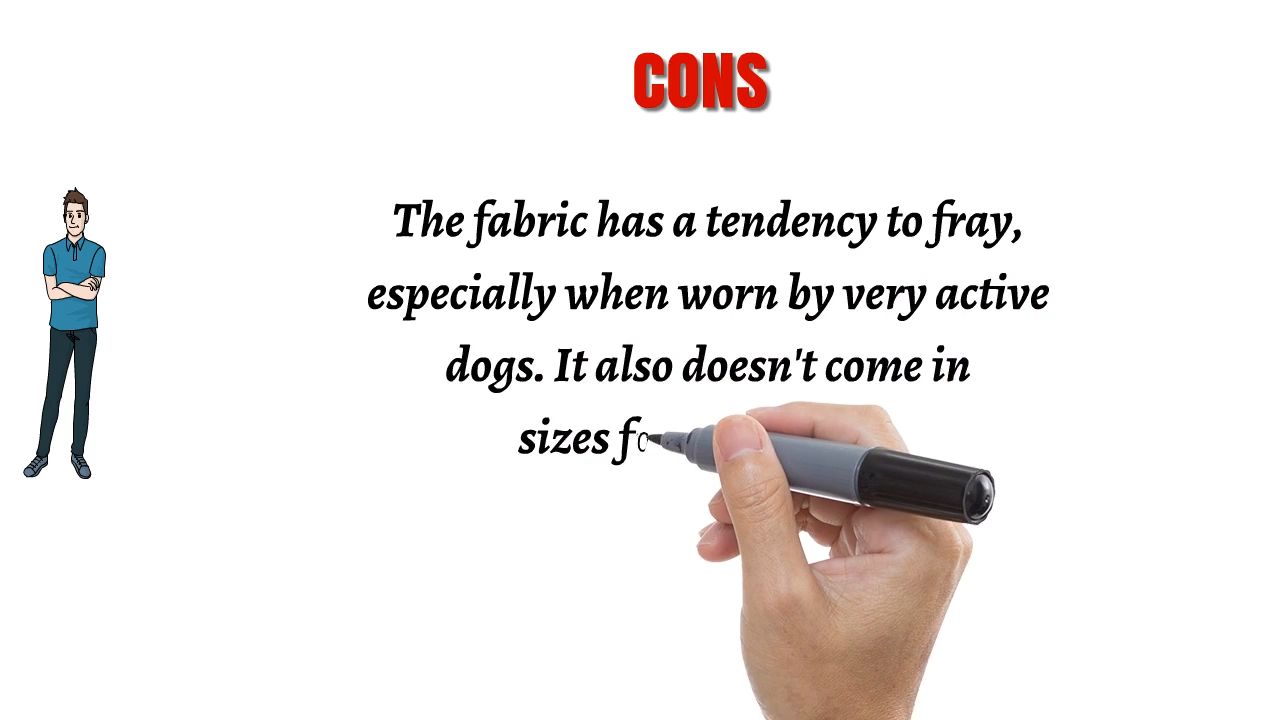 CONS
The fabric has a tendency to fray,
especially when worn by very active
dogs. It also doesn't come in
sizes